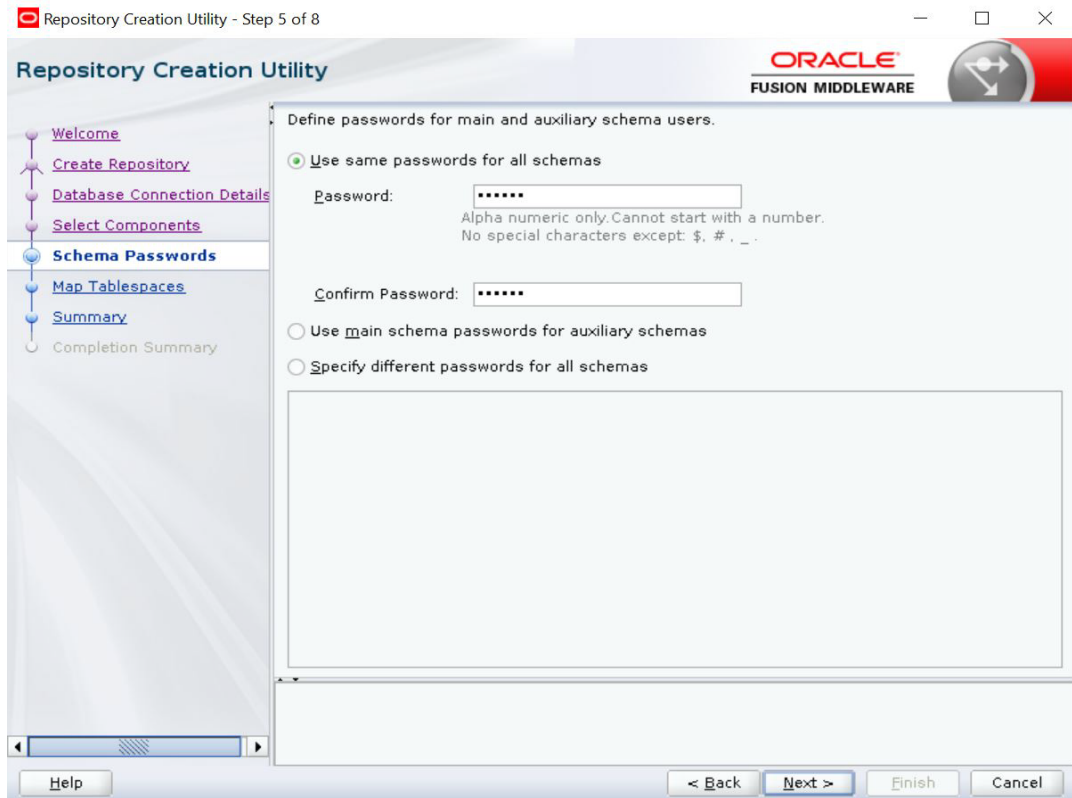 Repository Creation Utility - Step 5 of 8
Repository Creation Utility
ORACLE
FUSION MIDDLEWARE
Welcome
Create Repository
Database Connection Details
Select Components
Schema Passwords
Map Tablespaces
Summary
Completion Summary
Define passwords for main and auxiliary schema users.
Use same passwords for all schemas
Password:
Alpha numeric only.Cannot start with a number.
No special characters except: $, # , _ .
Confirm Password:
Use main schema passwords for auxiliary schemas
Specify different passwords for all schemas
Help
< Back
Next >
Finish
Cancel